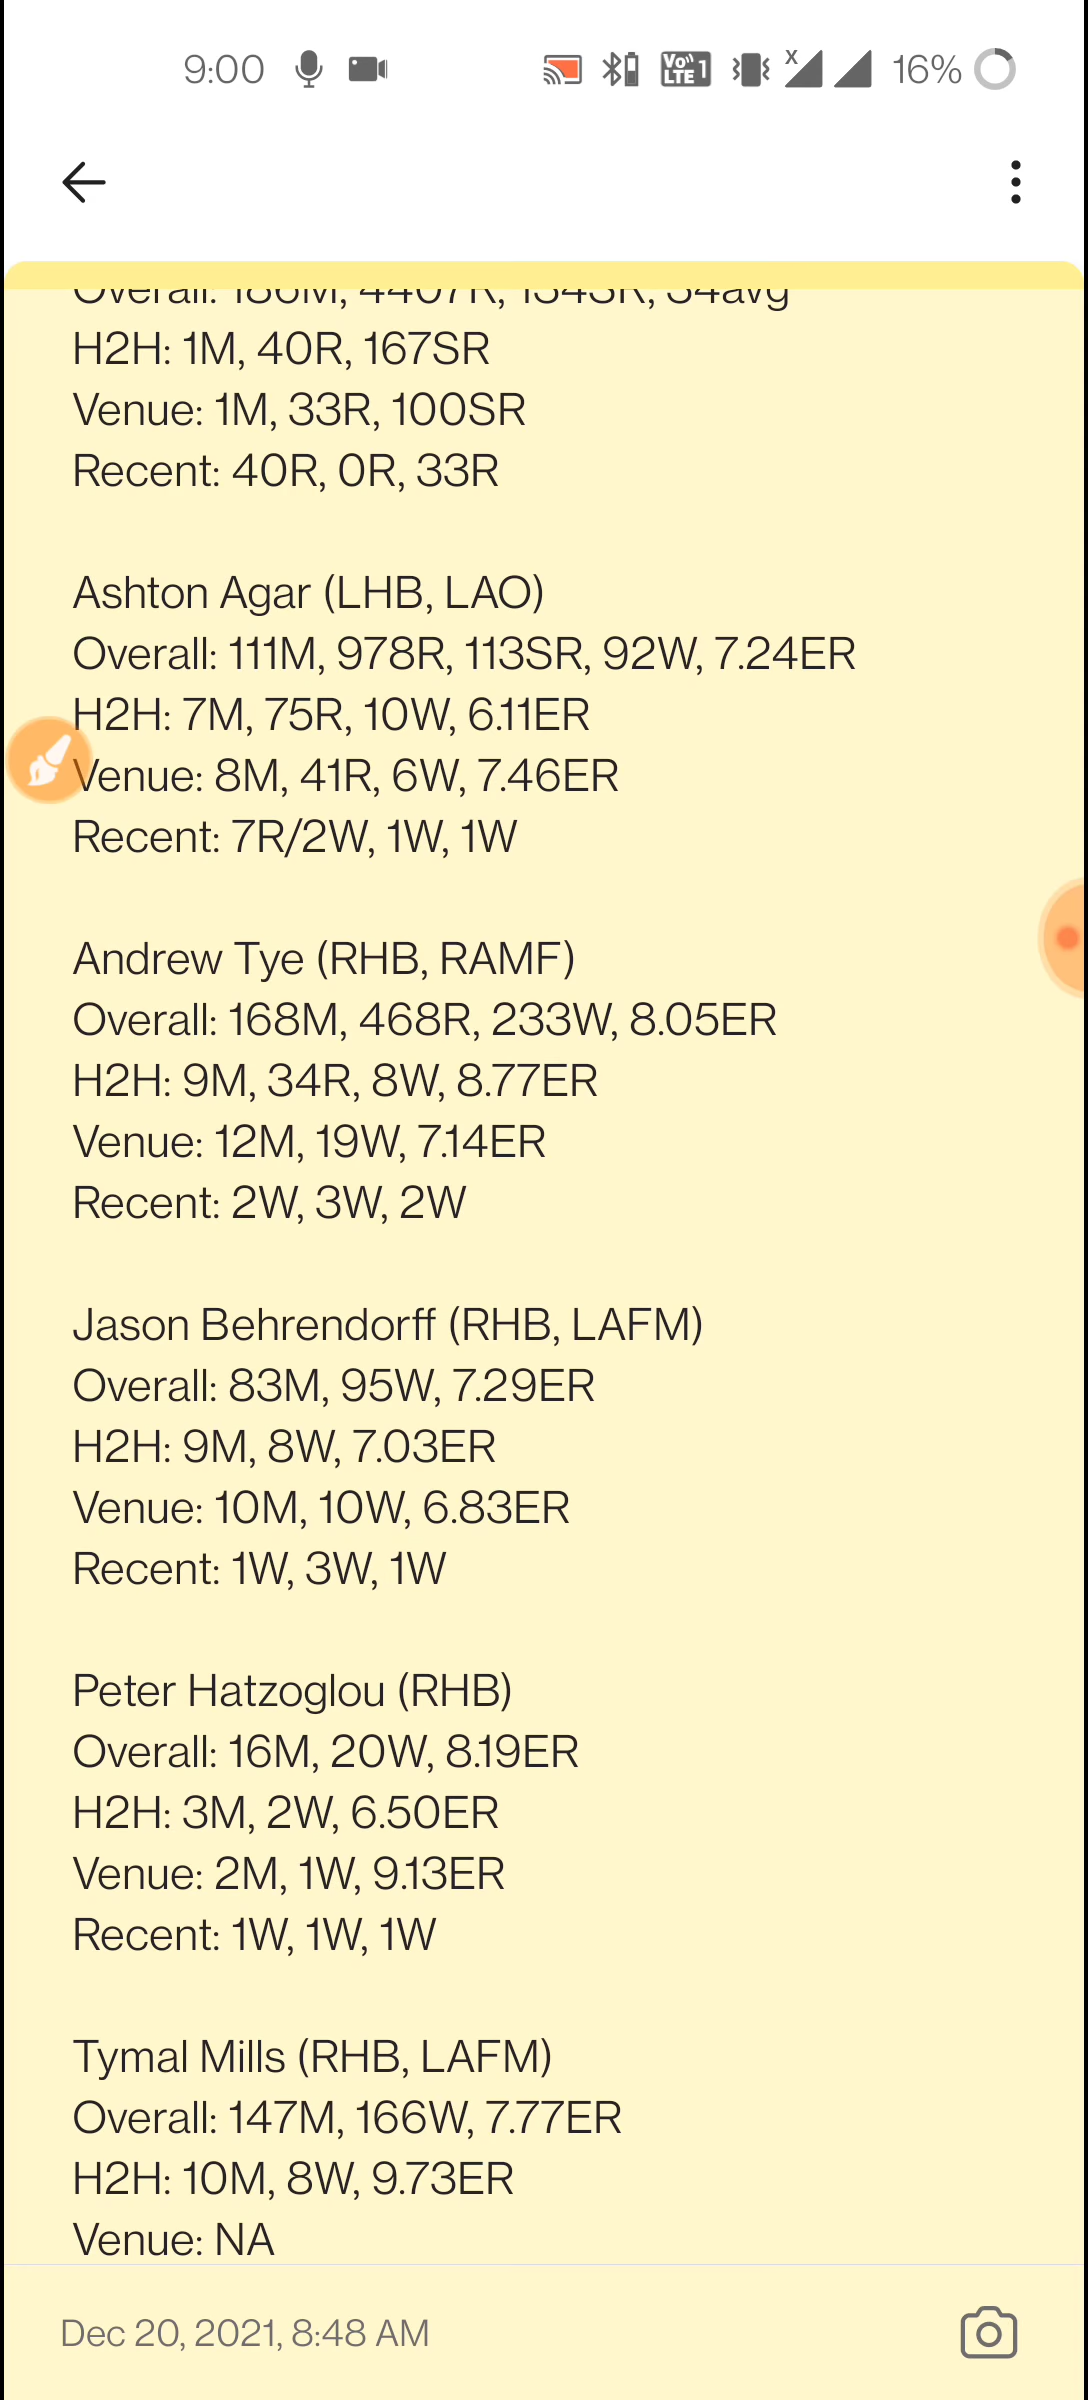 9:00 Vo)) LTE 1 x 16%
H2H: 1M, 40R, 167SR
Venue: 1M, 33R, 100SR
Recent: 40R, 0R, 33R
Ashton Agar (LHB, LAO)
Overall: 111M, 978R, 113SR, 92W, 7.24ER
H2H: 7M, 75R, 10W, 6.11ER
Venue: 8M, 41R, 6W, 7.46ER
Recent: 7R/2W, 1W, 1W
Andrew Tye (RHB, RAMF)
Overall: 168M, 468R, 233W, 8.05ER
H2H: 9M, 34R, 8W, 8.77ER
Venue: 12M, 19W, 7.14ER
Recent: 2W, 3W, 2W
Jason Behrendorff (RHB, LAFM)
Overall: 83M, 95W, 7.29ER
H2H: 9M, 8W, 7.03ER
Venue: 10M, 10W, 6.83ER
Recent: 1W, 3W, 1W
Peter Hatzoglou (RHB)
Overall: 16M, 20W, 8.19ER
H2H: 3M, 2W, 6.50ER
Venue: 2M, 1W, 9.13ER
Recent: 1W, 1W, 1W
Tymal Mills (RHB, LAFM)
Overall: 147M, 166W, 7.77ER
H2H: 10M, 8W, 9.73ER
Venue: NA
Dec 20, 2021, 8:48 AM